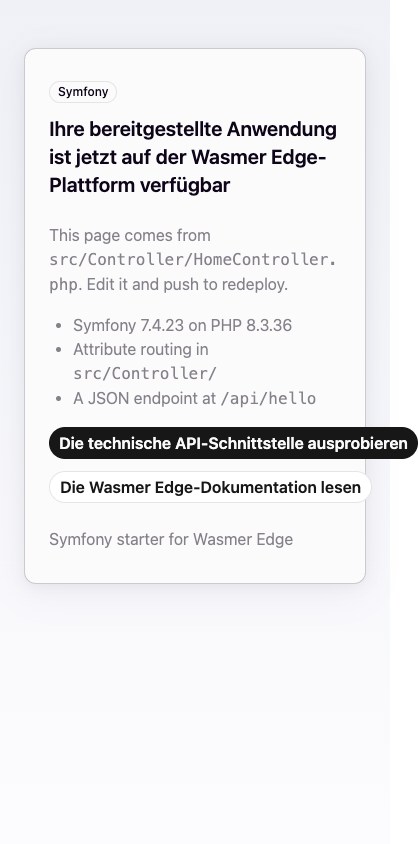 Symfony
Ihre bereitgestellte Anwendung
ist jetzt auf der Wasmer Edge-
Plattform verfügbar
This page comes from
src/Controller/HomeController.
php. Edit it and push to redeploy.
• Symfony 7.4.23 on PHP 8.3.36
• Attribute routing in
src/Controller/
• A JSON endpoint at /api/hello
Die technische API-Schnittstelle ausprobieren
Die Wasmer Edge-Dokumentation lesen
Symfony starter for Wasmer Edge